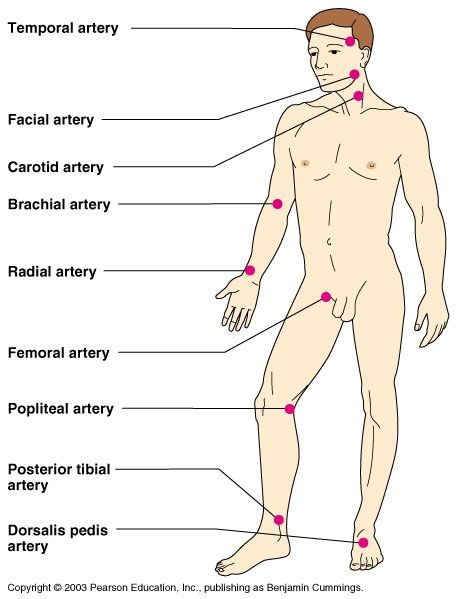 Temporal artery
Facial artery
Carotid artery
Brachial artery
Radial artery
Femoral artery
Popliteal artery
Posterior tibial
artery
Dorsalis pedis
artery
Copyright © 2003 Pearson Education, Inc., publishing as Benjamin Cummings.